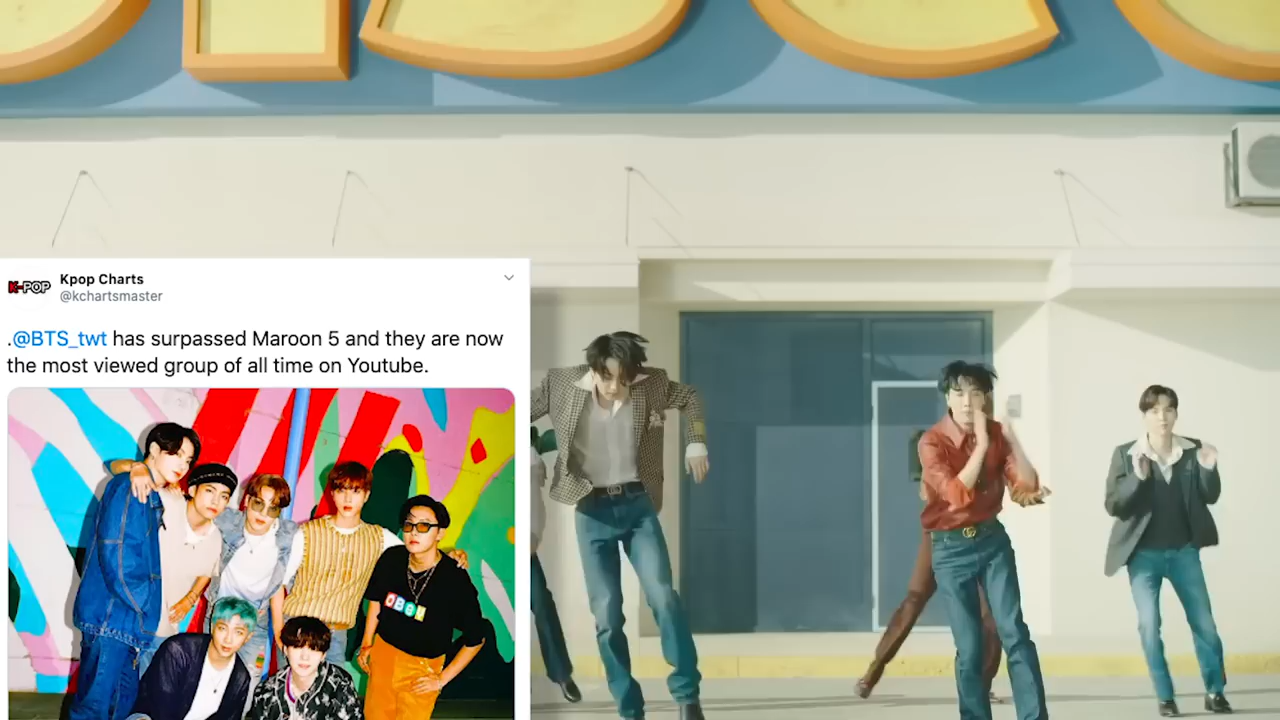 K-POP
Kpop Charts
@kchartsmaster
.@BTS_twt has surpassed Maroon 5 and they are now
the most viewed group of all time on Youtube.
OBEY